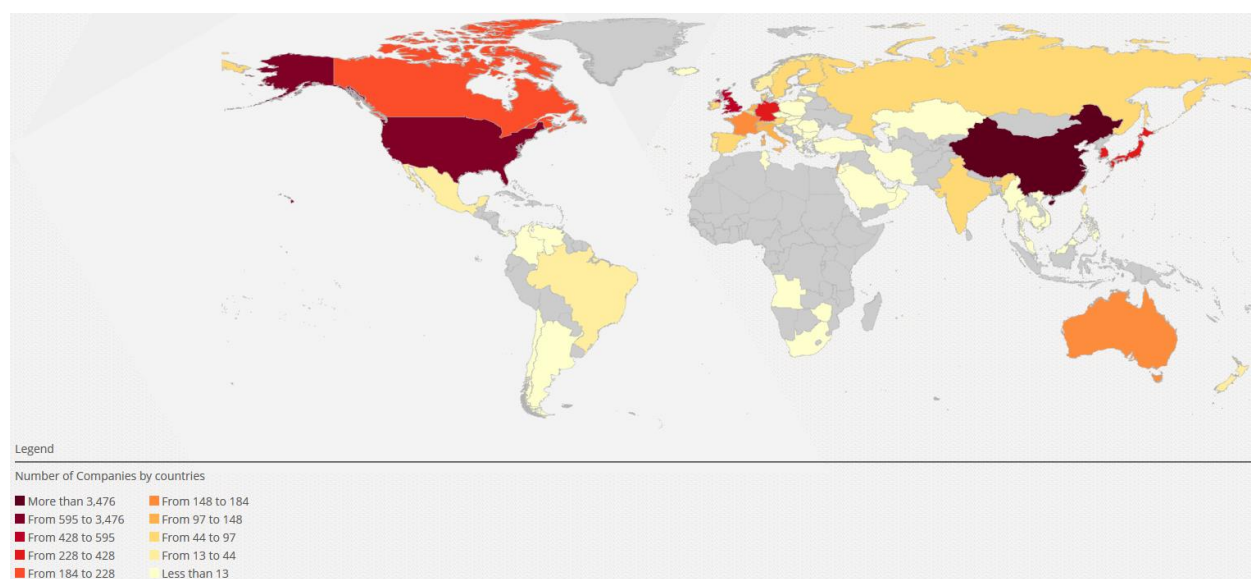 Legend
Number of Companies by countries
More than 3,476
From 595 to 3,476
From 428 to 595
From 228 to 428
From 184 to 228
From 148 to 184
From 97 to 148
From 44 to 97
From 13 to 44
Less than 13